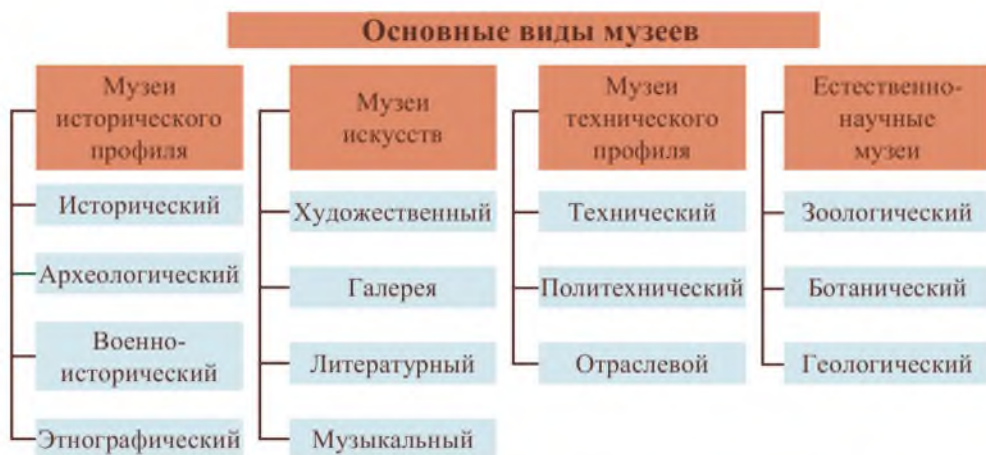 Основные виды музеев
Музеи
исторического
профиля
Исторический
Археологический
Военно-
исторический
Этнографический
Музеи
искусств
Художественный
Галерея
Литературный
Музыкальный
Музеи
технического
профиля
Технический
Политехнический
Отраслевой
Естественно-
научные
музеи
Зоологический
Ботанический
Геологический